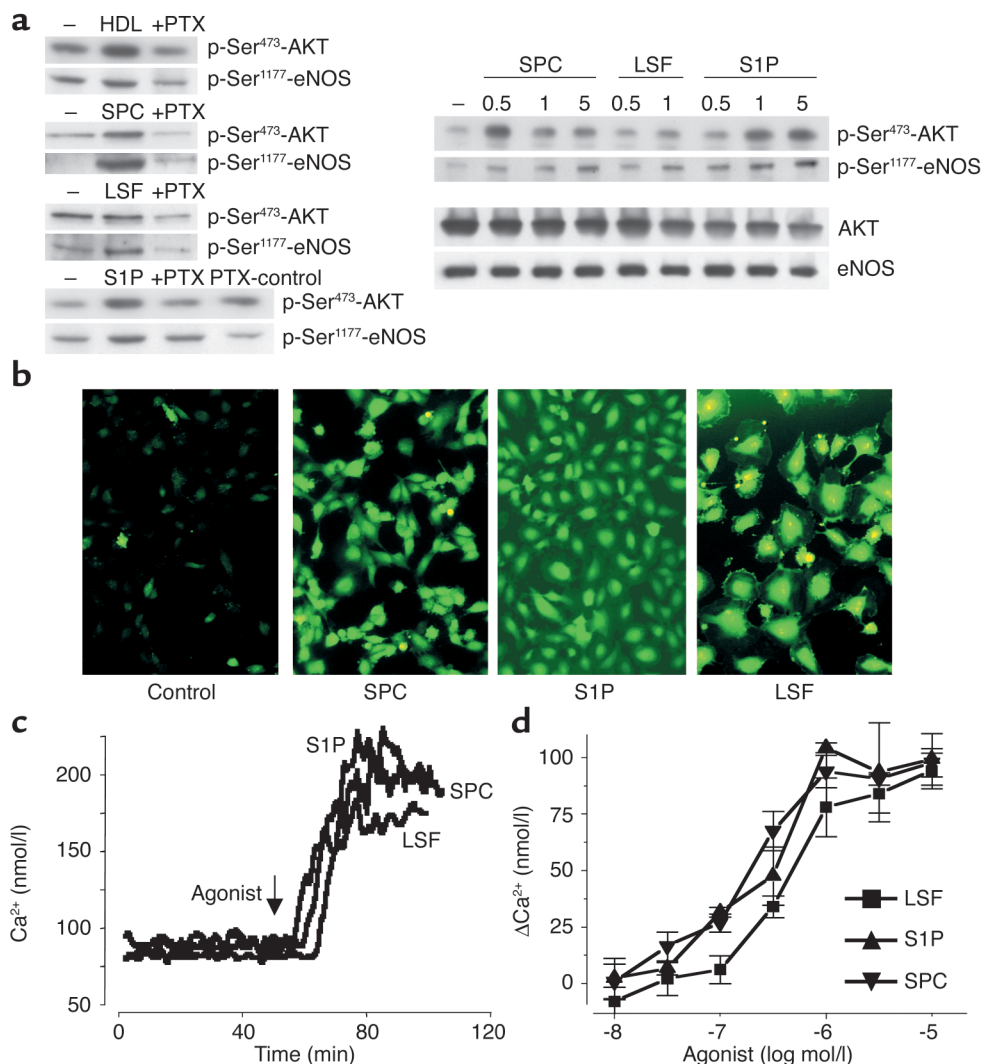 a
– HDL +PTX
p-Ser473-AKT
p-Ser1177-eNOS
– SPC +PTX
p-Ser473-AKT
p-Ser1177-eNOS
– LSF +PTX
p-Ser473-AKT
p-Ser1177-eNOS
– S1P +PTX PTX-control
p-Ser473-AKT
p-Ser1177-eNOS
SPC LSF S1P
– 0.5 1 5 0.5 1 0.5 1 5
p-Ser473-AKT
p-Ser1177-eNOS
AKT
eNOS
b
Control SPC S1P LSF
c
Ca2+ (nmol/l)
200
150
100
50
S1P
SPC
LSF
Agonist
0 40 80 120
Time (min)
d
ΔCa2+ (nmol/l)
100
75
50
25
0
LSF
S1P
SPC
-8 -7 -6 -5
Agonist (log mol/l)